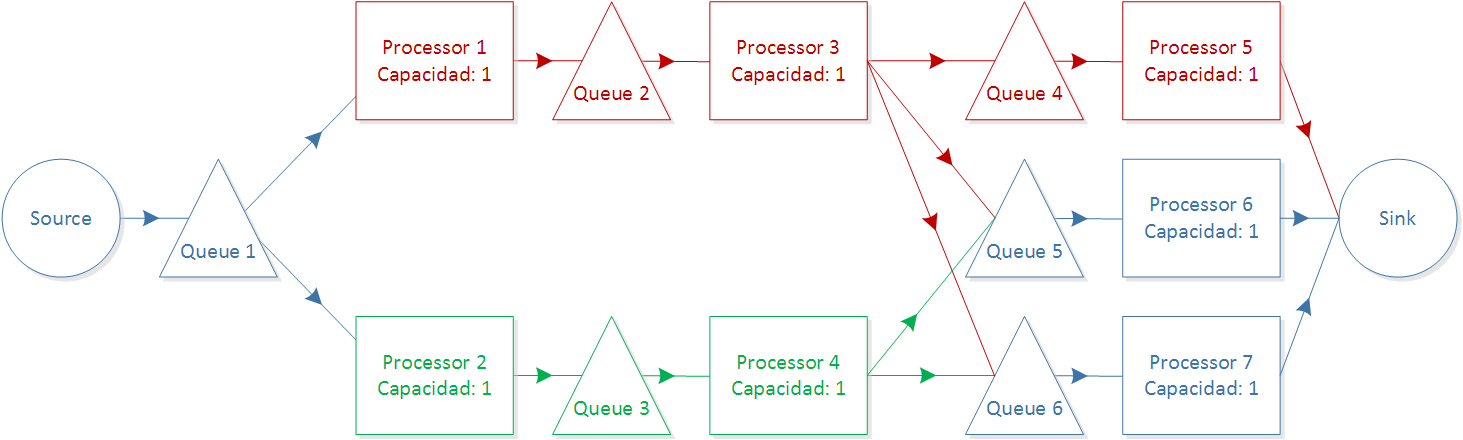 Processor 1
Capacidad: 1
Queue 2
Processor 3
Capacidad: 1
Queue 4
Processor 5
Capacidad: 1
Source
Queue 1
Queue 5
Processor 6
Capacidad: 1
Sink
Processor 2
Capacidad: 1
Queue 3
Processor 4
Capacidad: 1
Queue 6
Processor 7
Capacidad: 1